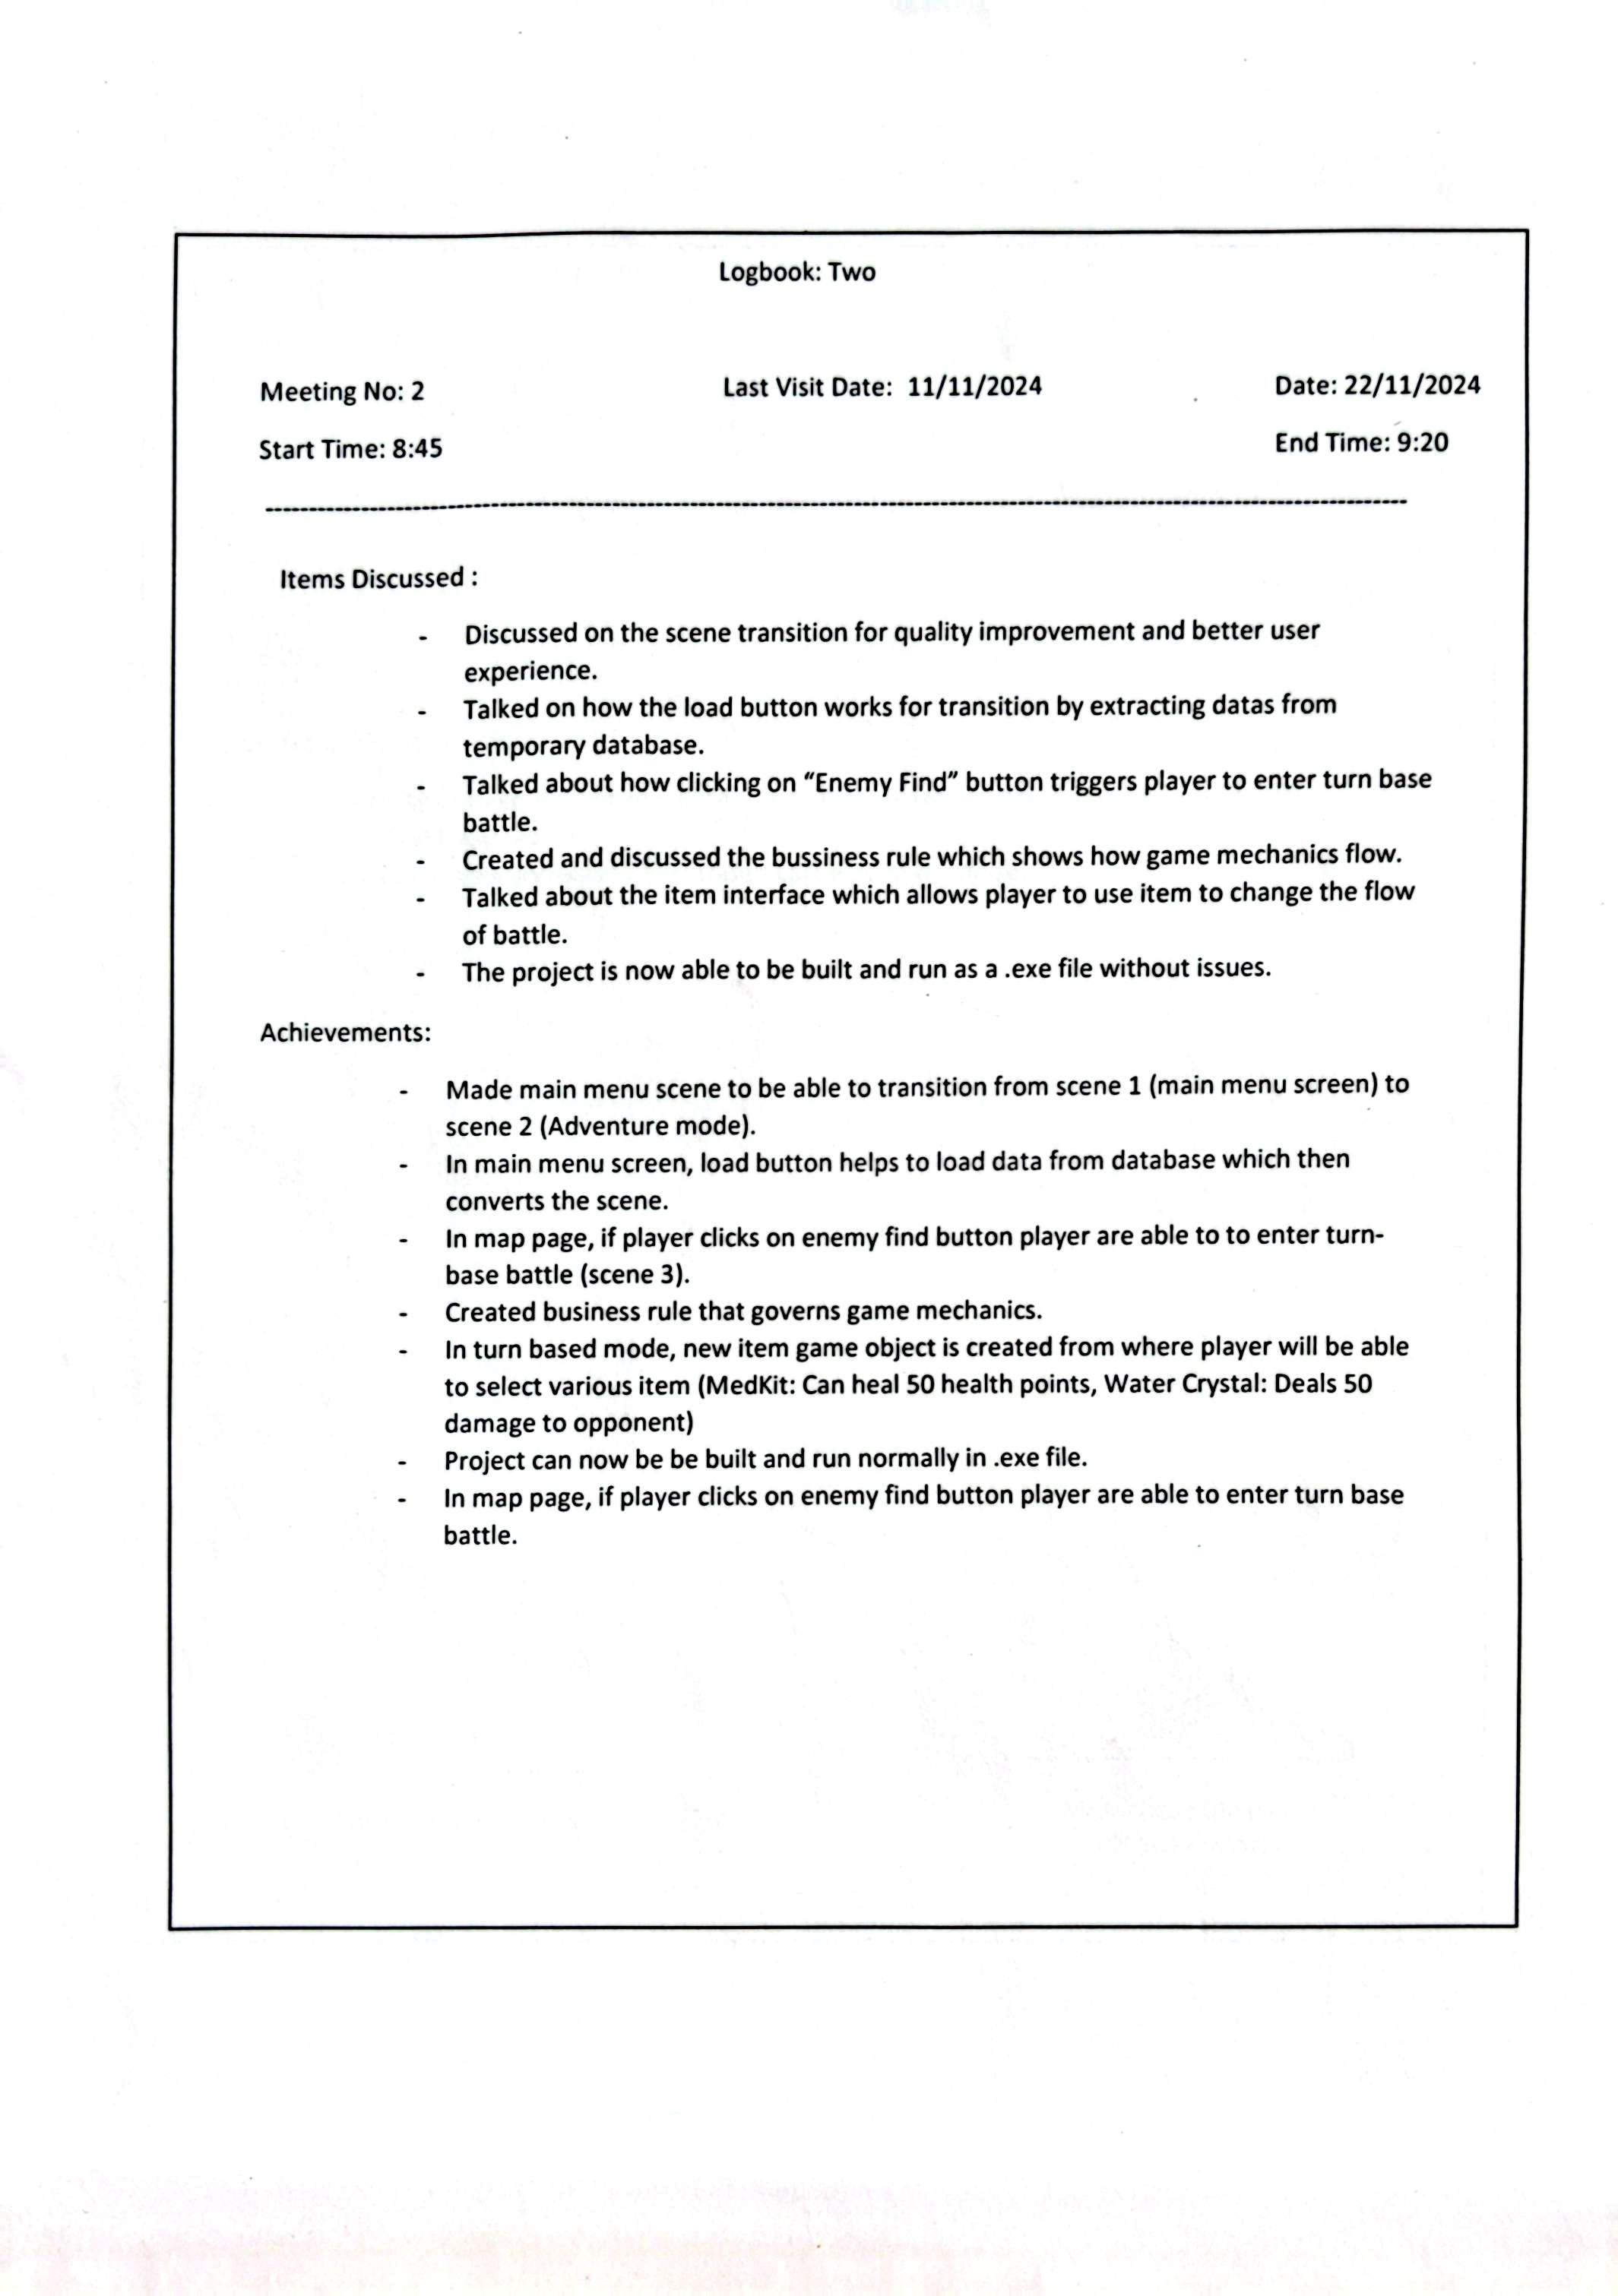 Logbook: Two
Meeting No: 2 Last Visit Date: 11/11/2024 Date: 22/11/2024
Start Time: 8:45 End Time: 9:20
--------------------------------------------------------------------------------
Items Discussed :
- Discussed on the scene transition for quality improvement and better user
experience.
- Talked on how the load button works for transition by extracting datas from
temporary database.
- Talked about how clicking on “Enemy Find” button triggers player to enter turn base
battle.
- Created and discussed the bussiness rule which shows how game mechanics flow.
- Talked about the item interface which allows player to use item to change the flow
of battle.
- The project is now able to be built and run as a .exe file without issues.
Achievements:
- Made main menu scene to be able to transition from scene 1 (main menu screen) to
scene 2 (Adventure mode).
- In main menu screen, load button helps to load data from database which then
converts the scene.
- In map page, if player clicks on enemy find button player are able to to enter turn-
base battle (scene 3).
- Created business rule that governs game mechanics.
- In turn based mode, new item game object is created from where player will be able
to select various item (MedKit: Can heal 50 health points, Water Crystal: Deals 50
damage to opponent)
- Project can now be be built and run normally in .exe file.
- In map page, if player clicks on enemy find button player are able to enter turn base
battle.